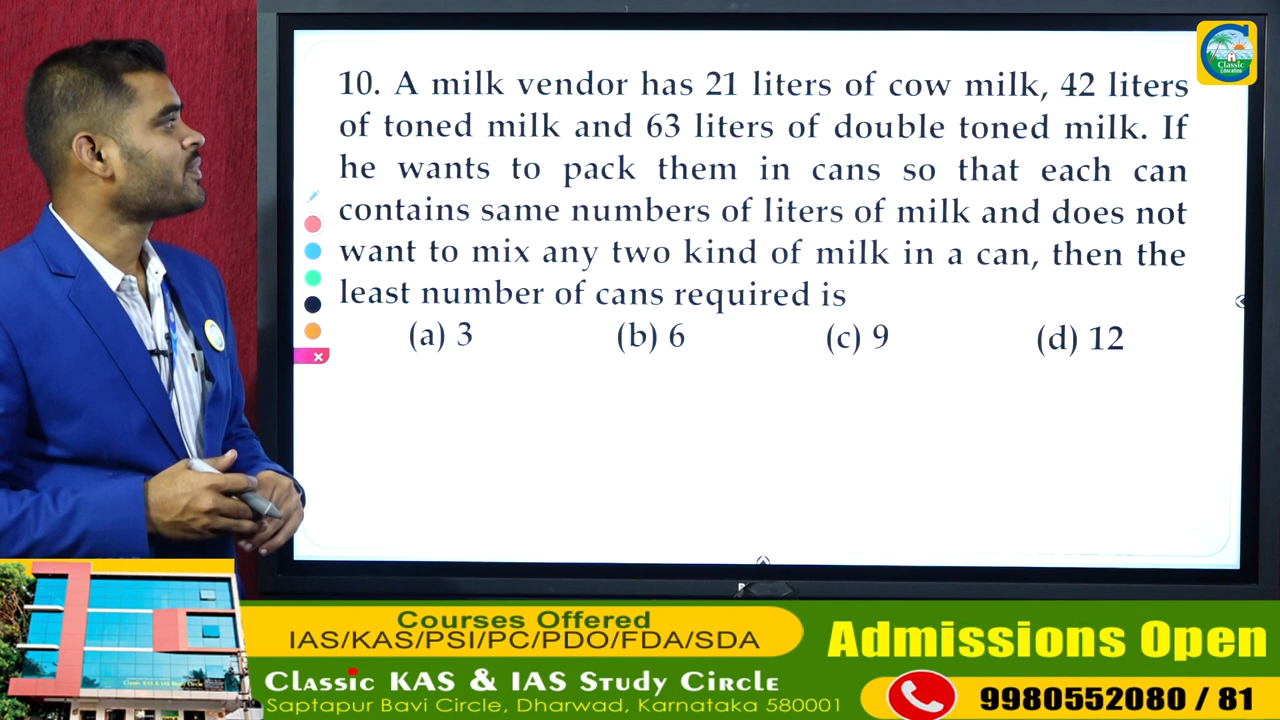 10. A milk vendor has 21 liters of cow milk, 42 liters
of toned milk and 63 liters of double toned milk. If
he wants to pack them in cans so that each can
contains same numbers of liters of milk and does not
want to mix any two kind of milk in a can, then the
least number of cans required is
(a) 3 (b) 6 (c) 9 (d) 12
Classic
Education
Courses Offered
IAS/KAS/PSI/PC/PDO/FDA/SDA
Classic KAS & IAS Study Circle
Saptapur Bavi Circle, Dharwad, Karnataka 580001
Admissions Open
9980552080 / 81